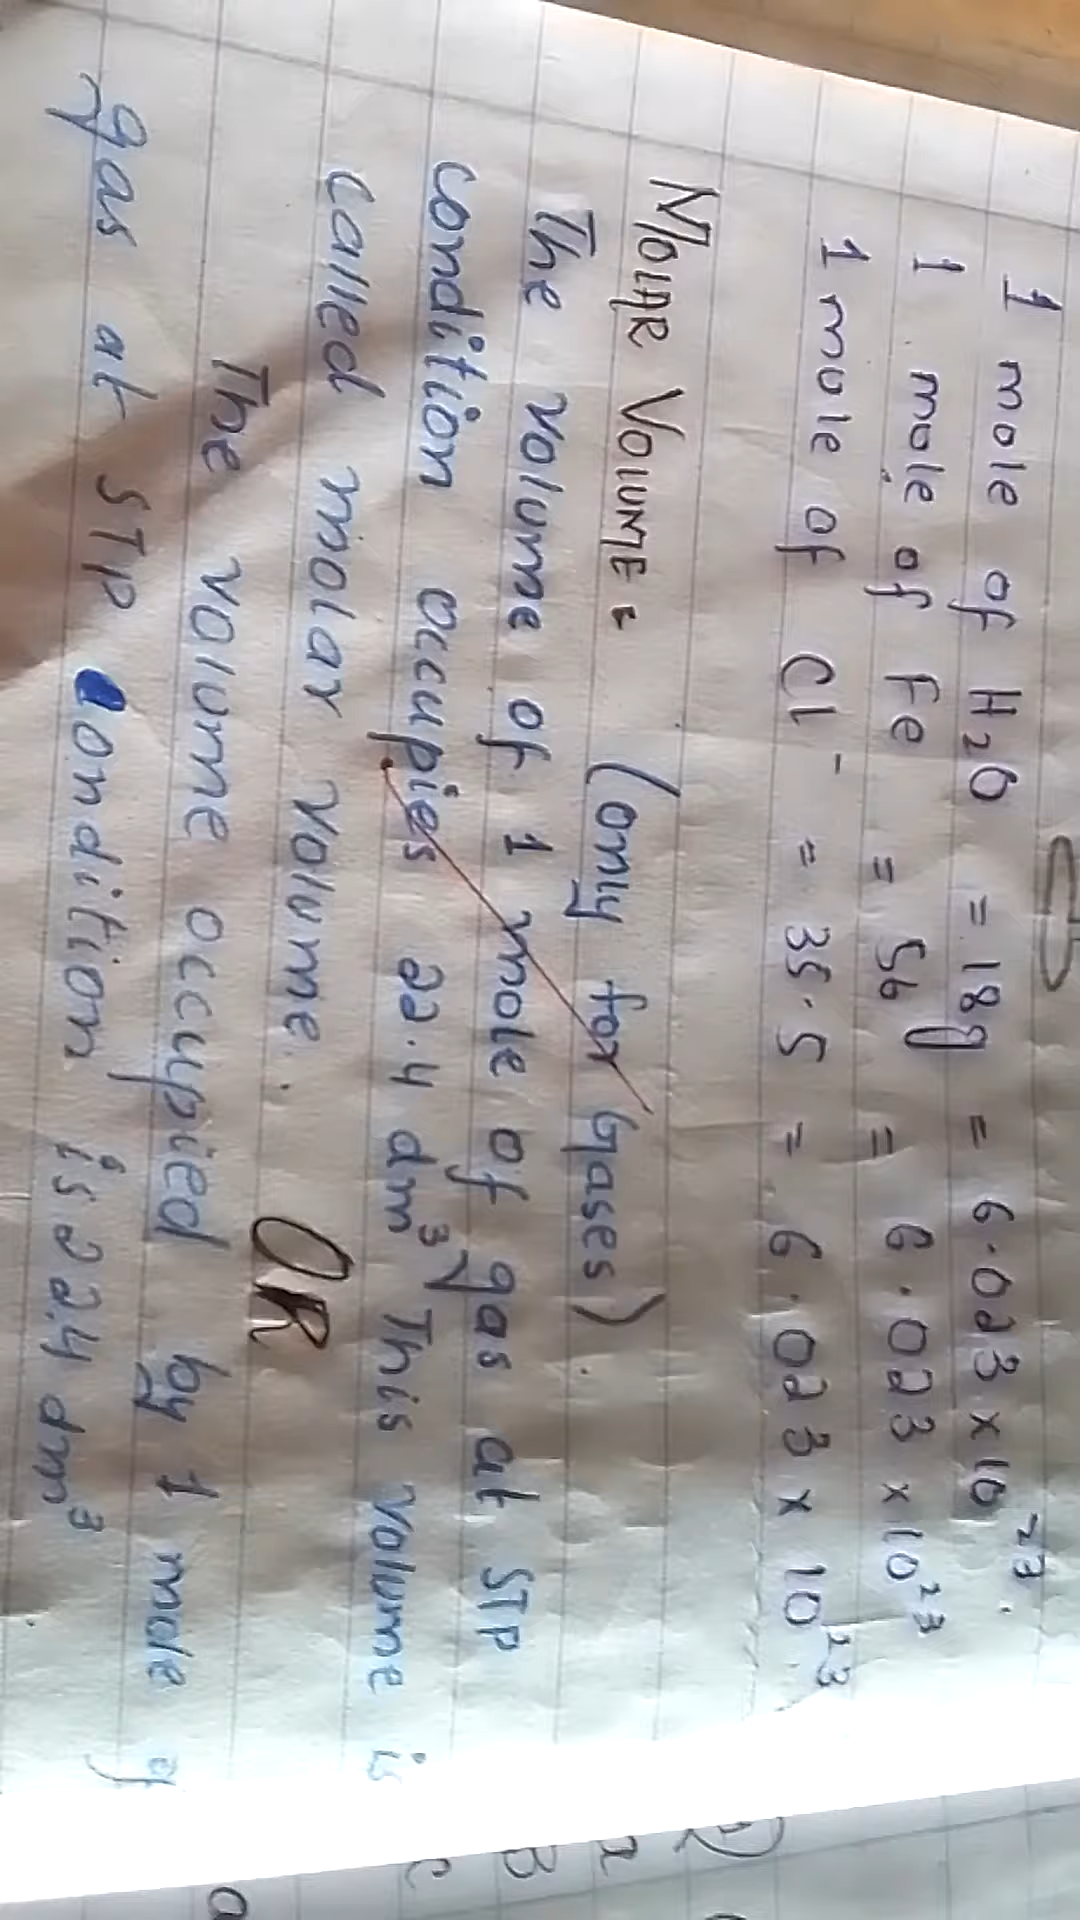 1 mole of H₂O = 18g = 6.023 x 10²³.
1 mole of Fe = 56 = 6.023 x 10²³
1 mole of Cl⁻ = 35.5 = 6.023 x 10²³
MOLAR VOLUME = (only for gases).
The volume of 1 mole of gas at STP
condition occupies 22.4 dm³ This volume is
called molar volume.
OR
The volume occupied by 1 mole of
gas at STP condition is 22.4 dm³